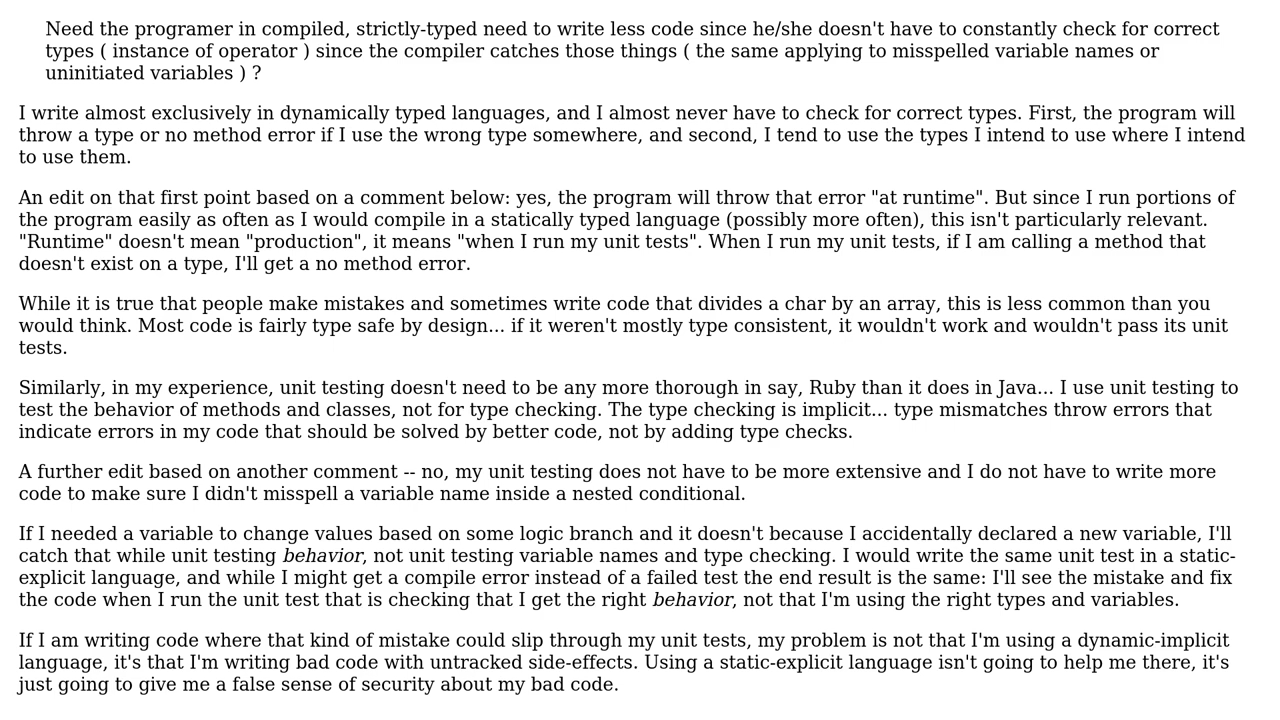 Need the programer in compiled, strictly-typed need to write less code since he/she doesn't have to constantly check for correct
types ( instance of operator ) since the compiler catches those things ( the same applying to misspelled variable names or
uninitiated variables ) ?
I write almost exclusively in dynamically typed languages, and I almost never have to check for correct types. First, the program will
throw a type or no method error if I use the wrong type somewhere, and second, I tend to use the types I intend to use where I intend
to use them.
An edit on that first point based on a comment below: yes, the program will throw that error "at runtime". But since I run portions of
the program easily as often as I would compile in a statically typed language (possibly more often), this isn't particularly relevant.
"Runtime" doesn't mean "production", it means "when I run my unit tests". When I run my unit tests, if I am calling a method that
doesn't exist on a type, I'll get a no method error.
While it is true that people make mistakes and sometimes write code that divides a char by an array, this is less common than you
would think. Most code is fairly type safe by design... if it weren't mostly type consistent, it wouldn't work and wouldn't pass its unit
tests.
Similarly, in my experience, unit testing doesn't need to be any more thorough in say, Ruby than it does in Java... I use unit testing to
test the behavior of methods and classes, not for type checking. The type checking is implicit... type mismatches throw errors that
indicate errors in my code that should be solved by better code, not by adding type checks.
A further edit based on another comment -- no, my unit testing does not have to be more extensive and I do not have to write more
code to make sure I didn't misspell a variable name inside a nested conditional.
If I needed a variable to change values based on some logic branch and it doesn't because I accidentally declared a new variable, I'll
catch that while unit testing behavior, not unit testing variable names and type checking. I would write the same unit test in a static-
explicit language, and while I might get a compile error instead of a failed test the end result is the same: I'll see the mistake and fix
the code when I run the unit test that is checking that I get the right behavior, not that I'm using the right types and variables.
If I am writing code where that kind of mistake could slip through my unit tests, my problem is not that I'm using a dynamic-implicit
language, it's that I'm writing bad code with untracked side-effects. Using a static-explicit language isn't going to help me there, it's
just going to give me a false sense of security about my bad code.